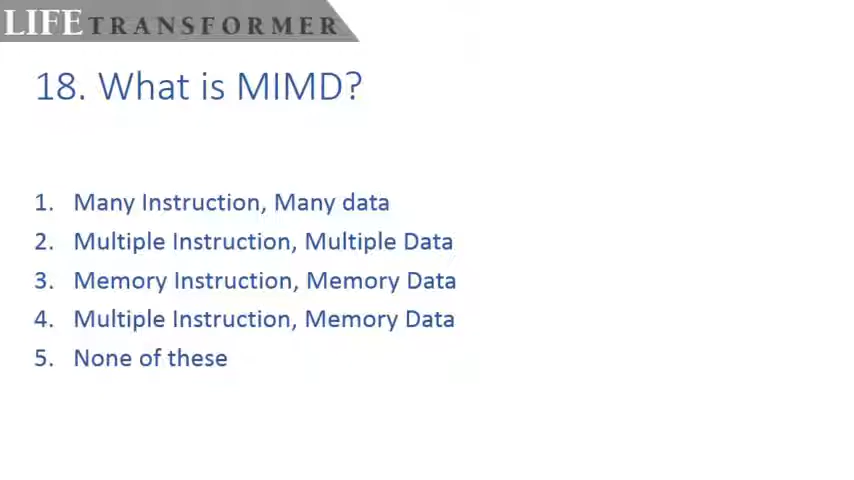 LIFE TRANSFORMER
18. What is MIMD?
1. Many Instruction, Many data
2. Multiple Instruction, Multiple Data
3. Memory Instruction, Memory Data
4. Multiple Instruction, Memory Data
5. None of these